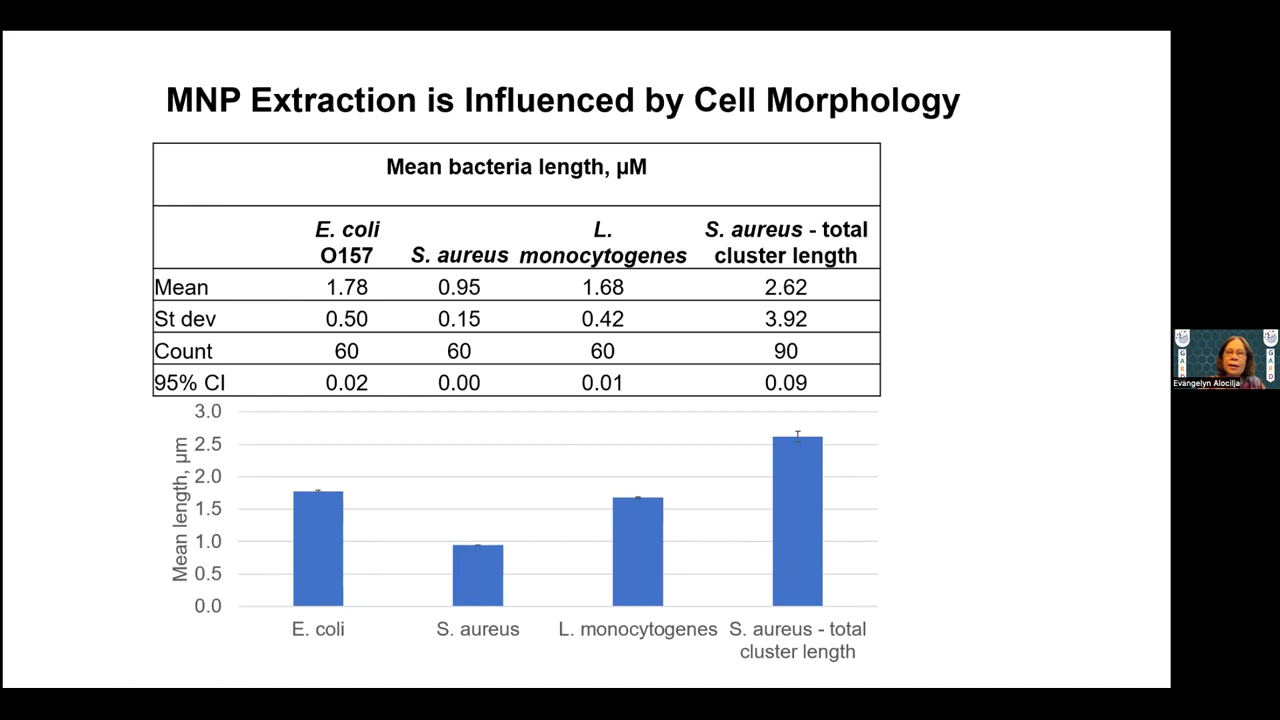 MNP Extraction is Influenced by Cell Morphology
Mean bacteria length, µM
E. coli O157 S. aureus L. monocytogenes S. aureus - total cluster length
Mean 1.78 0.95 1.68 2.62
St dev 0.50 0.15 0.42 3.92
Count 60 60 60 90
95% CI 0.02 0.00 0.01 0.09
Mean length, µm
3.0
2.5
2.0
1.5
1.0
0.5
0.0
E. coli S. aureus L. monocytogenes S. aureus - total
cluster length
GARD
GARD
Evangelyn Alocilja